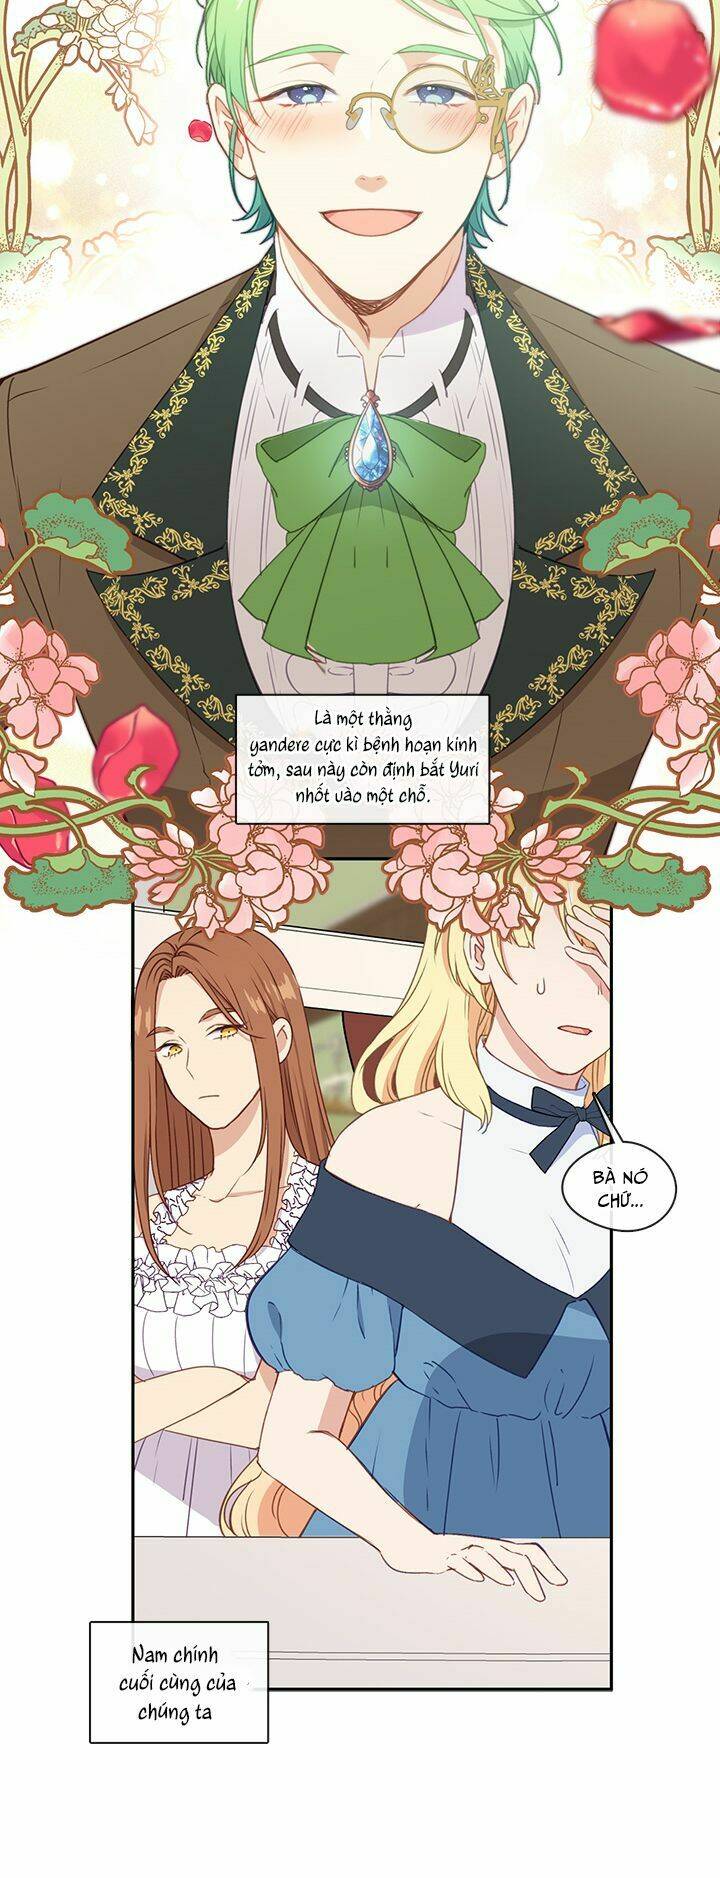 Là một thằng
yandere cực kì bệnh hoạn kinh
tởm, sau này còn định bắt Yuri
nhốt vào một chỗ.
BÀ NÓ
CHỨ...
Nam chính
cuối cùng của
chúng ta